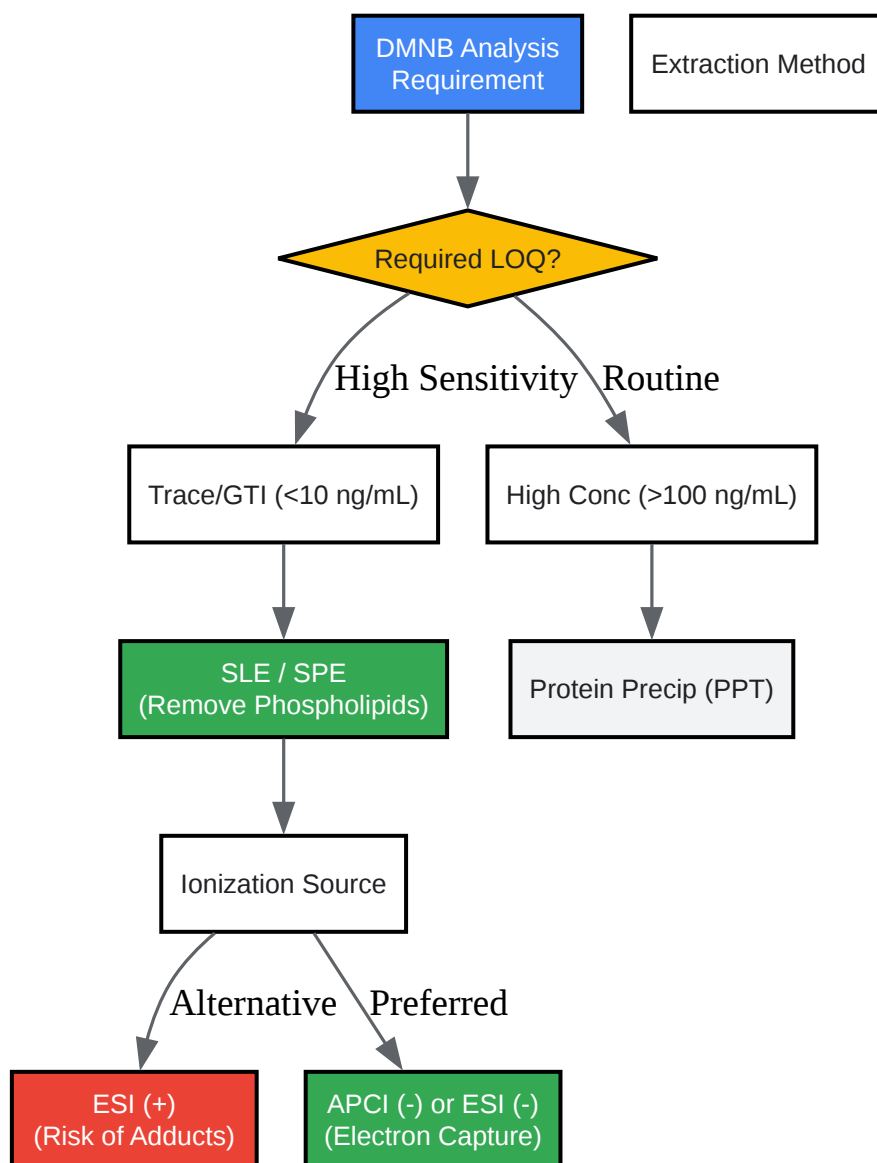 DMNB Analysis
Requirement
Extraction Method
Required LOQ?
High Sensitivity
Routine
Trace/GTI (<10 ng/mL)
High Conc (>100 ng/mL)
SLE / SPE
(Remove Phospholipids)
Protein Precip (PPT)
Ionization Source
Alternative
Preferred
ESI (+)
(Risk of Adducts)
APCI (-) or ESI (-)
(Electron Capture)